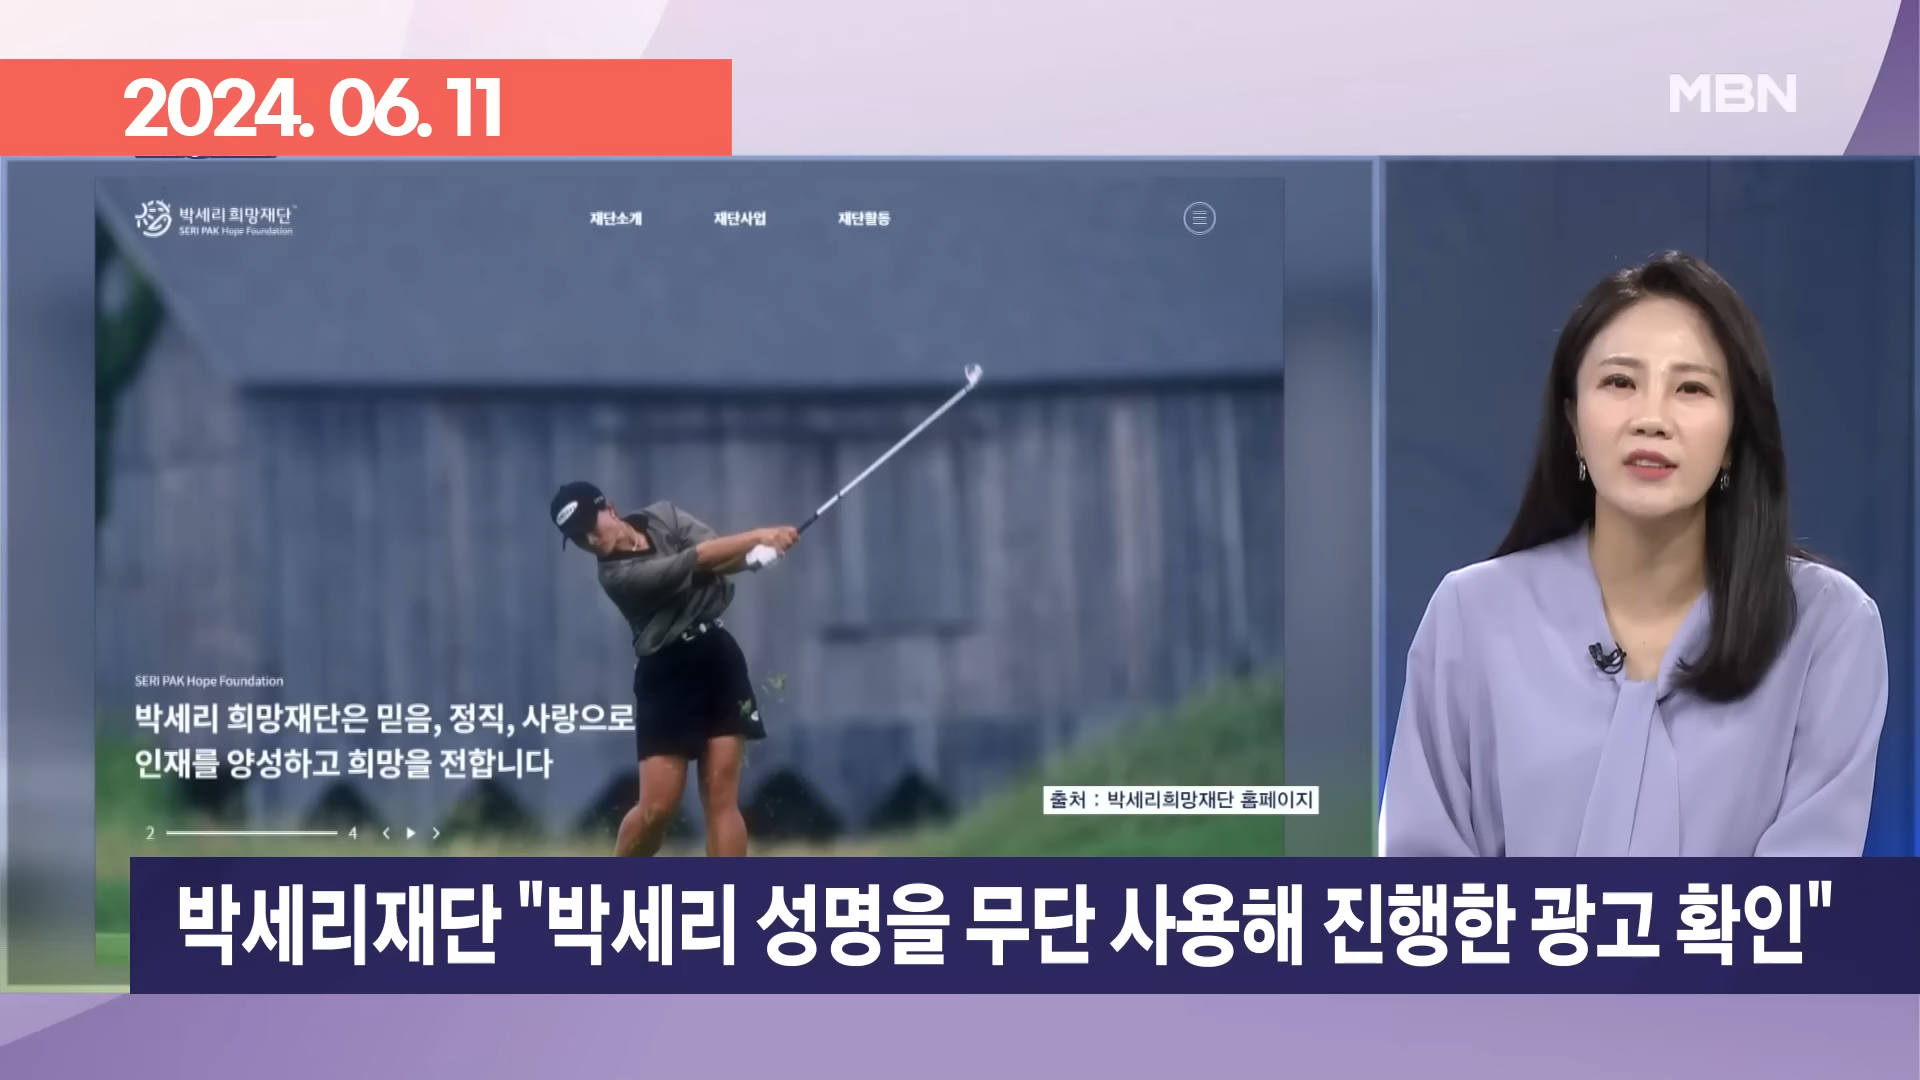 2024. 06. 11
MBN
박세리 희망재단
SERI PAK Hope Foundation
재단소개 재단사업 재단활동
SERI PAK Hope Foundation
박세리 희망재단은 믿음, 정직, 사랑으로
인재를 양성하고 희망을 전합니다
출처 : 박세리희망재단 홈페이지
2 4
박세리재단 "박세리 성명을 무단 사용해 진행한 광고 확인"